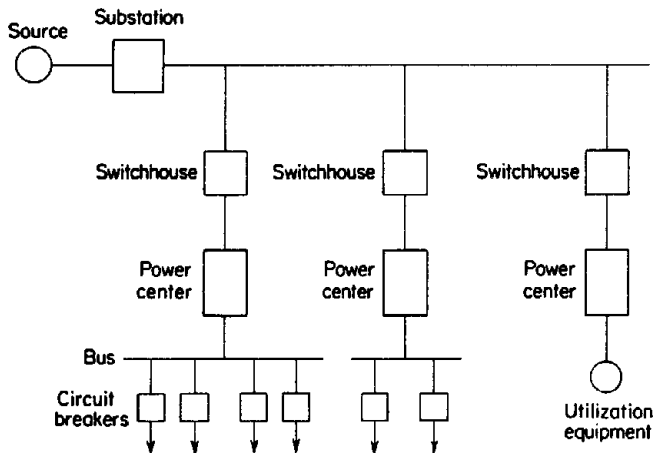 Substation
Source
Switchhouse
Switchhouse
Switchhouse
Power
center
Power
center
Power
center
Bus
Circuit
breakers
Utilization
equipment